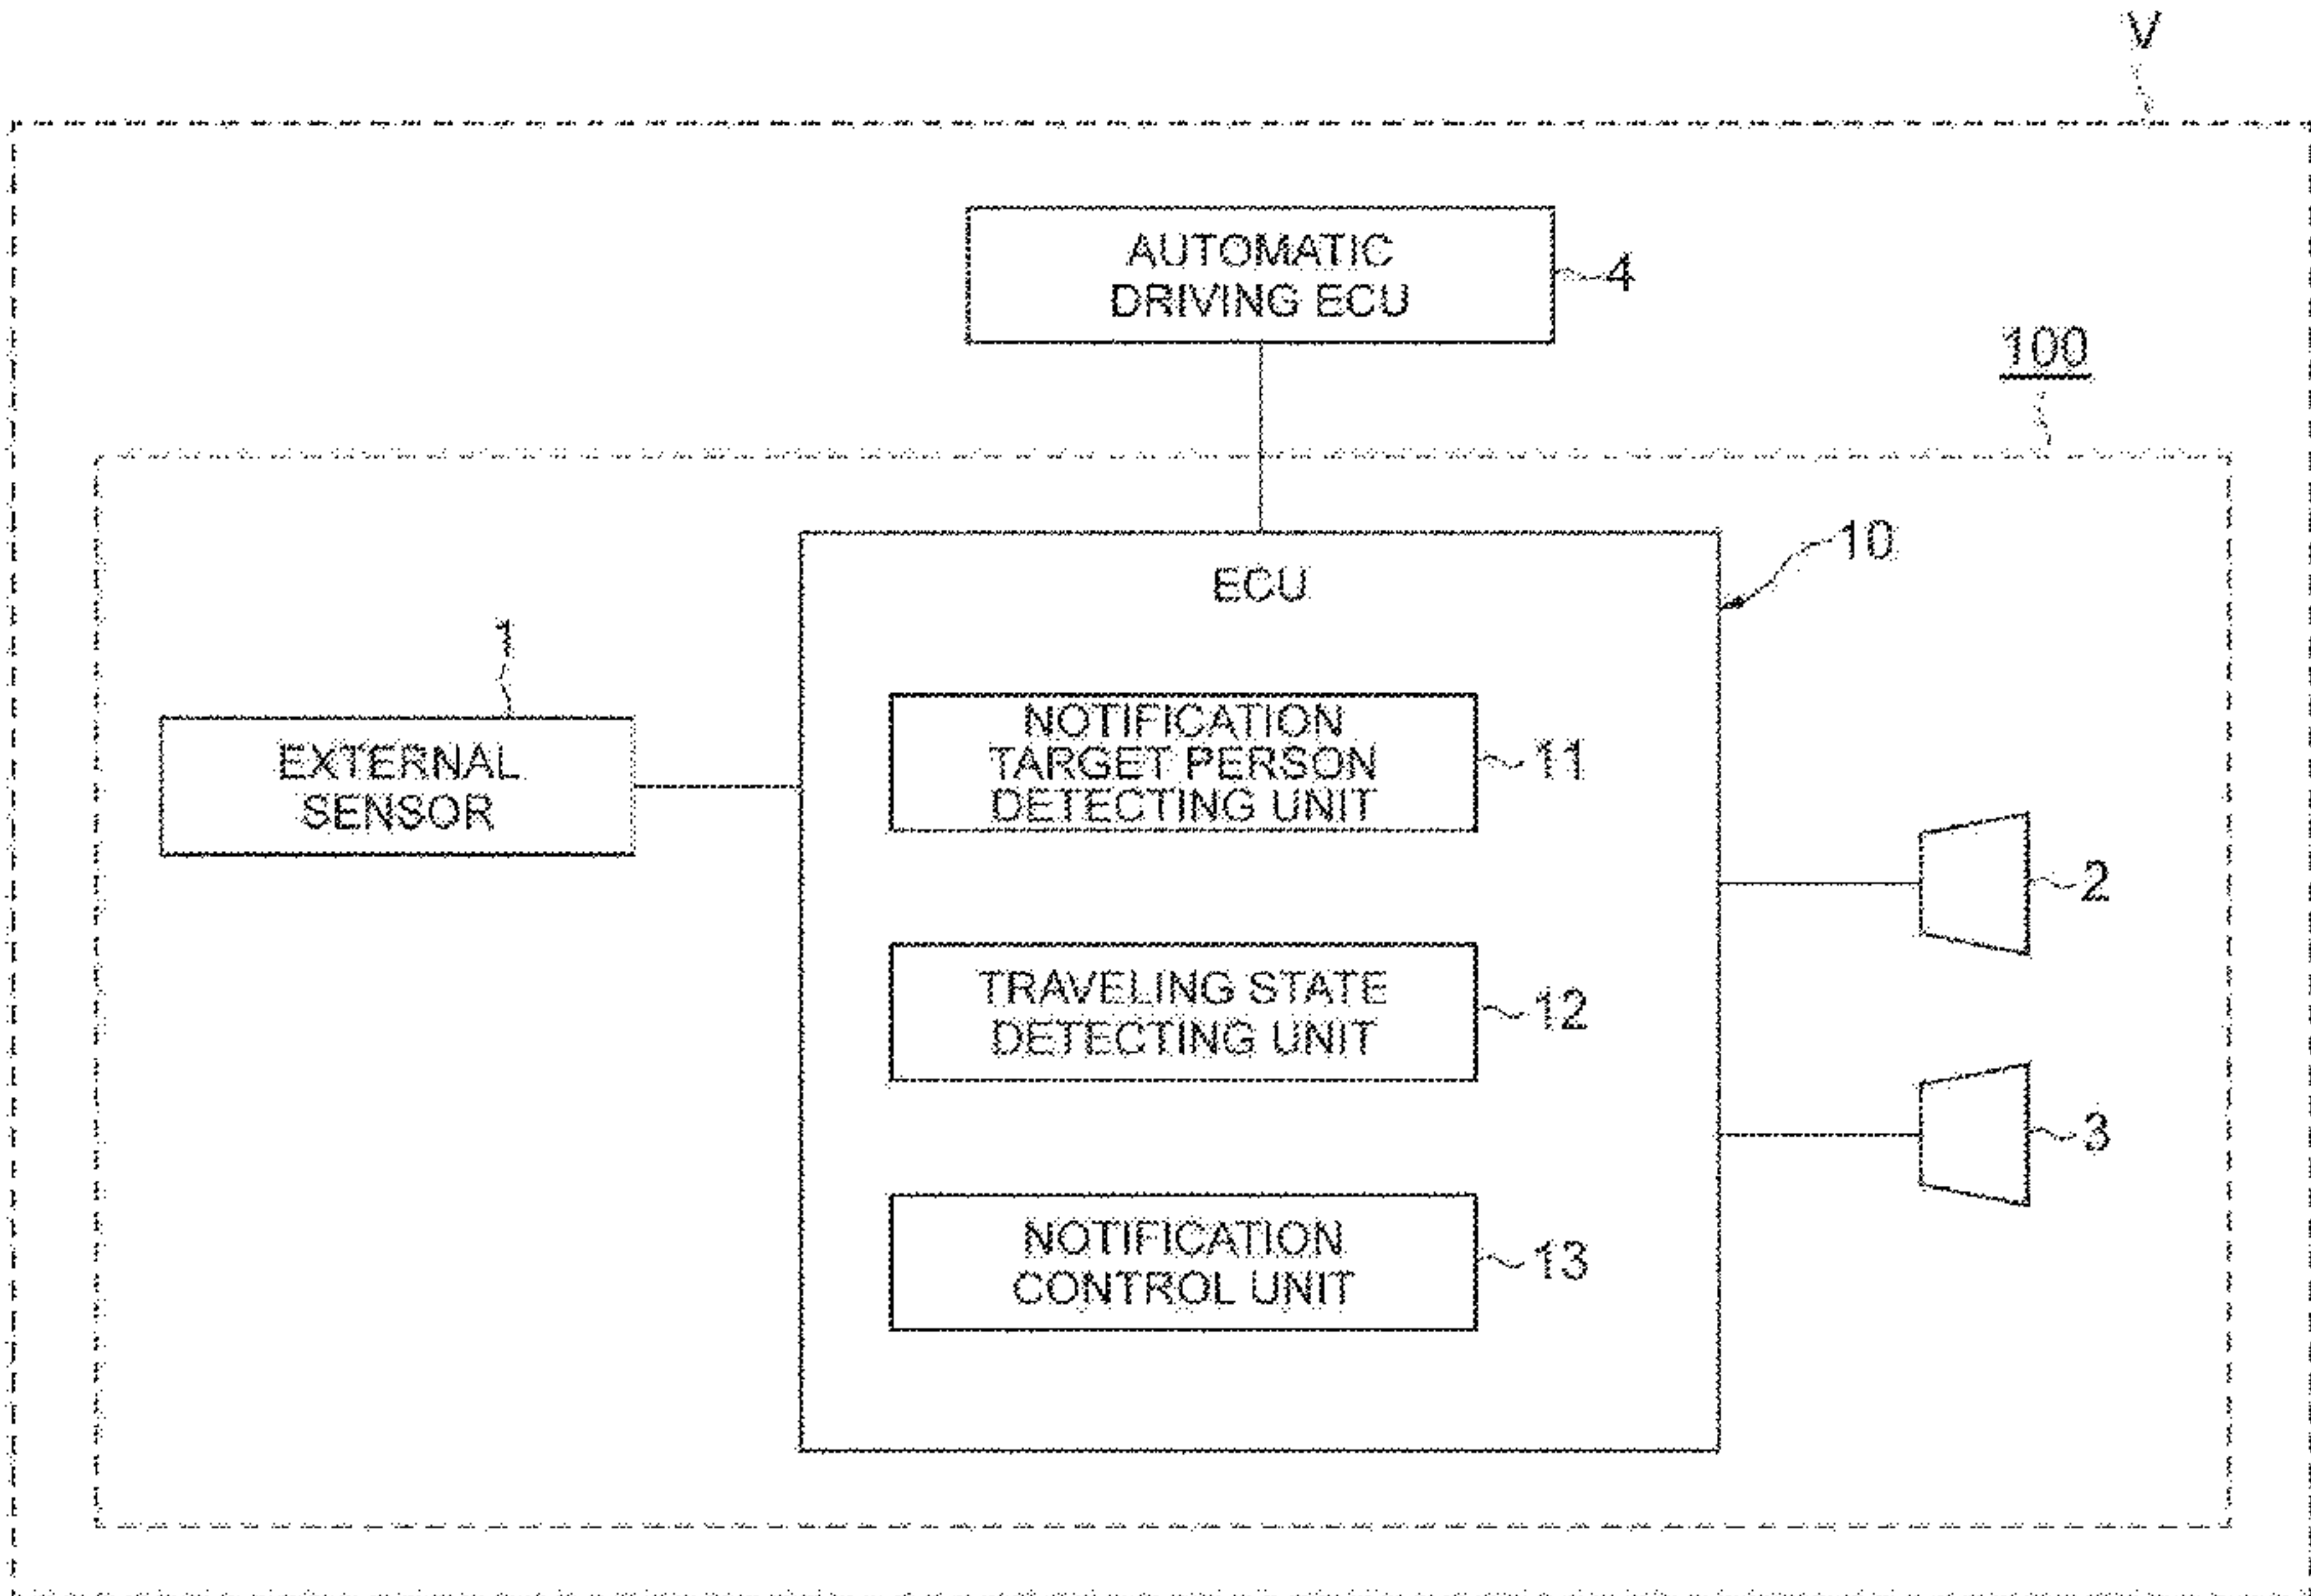 V
AUTOMATIC
DRIVING ECU
4
100
10
ECU
1
EXTERNAL
SENSOR
NOTIFICATION
TARGET PERSON
DETECTING UNIT
11
2
TRAVELING STATE
DETECTING UNIT
12
3
NOTIFICATION
CONTROL UNIT
13